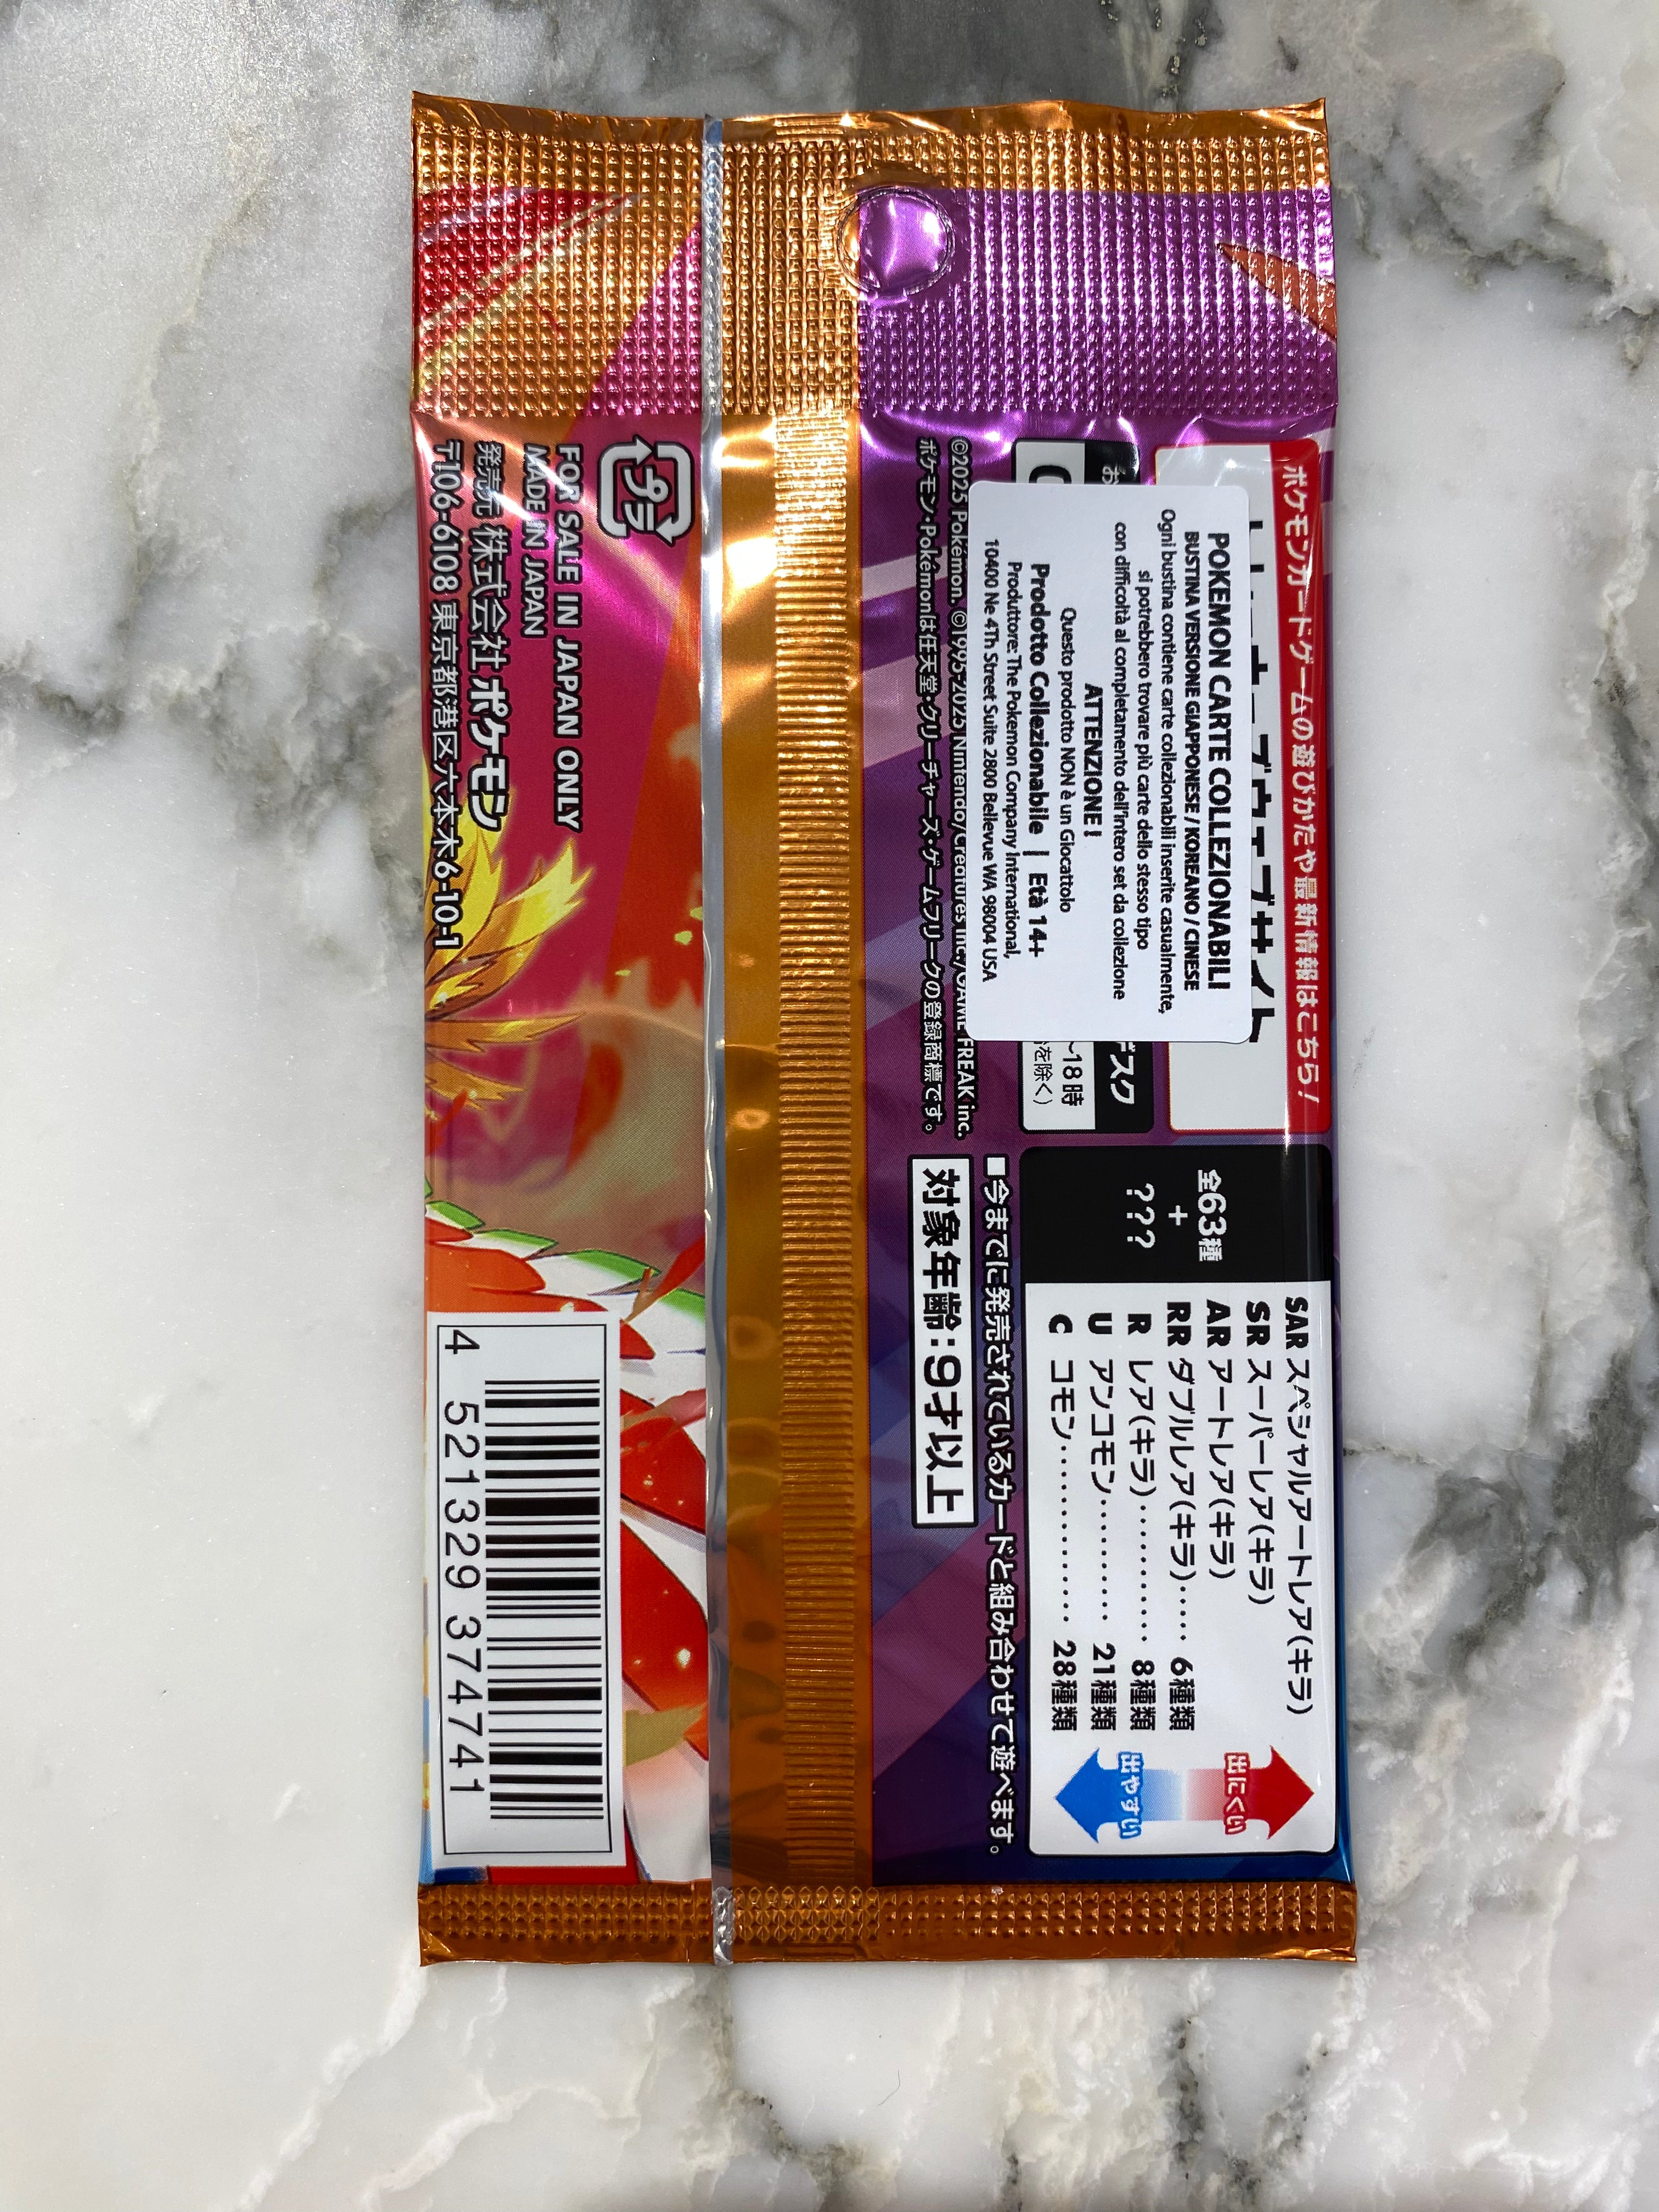 ポケモンカードゲームの遊びかたや最新情報はこちら!
POKEMON CARTE COLLEZIONABILI
BUSTINA VERSIONE GIAPPONESE / KOREANO / CINESE
Ogni bustina contiene carte collezionabili inserite casualmente,
si potrebbero trovare più carte dello stesso tipo
con difficoltà al completamento dell'intero set da collezione
ATTENZIONE !
Questo prodotto NON è un Giocattolo
Prodotto Collezionabile | Età 14+
Produttore: The Pokemon Company International,
10400 Ne 4Th Street Suite 2800 Bellevue WA 98004 USA
デスク
~18時
を除く)
©2025 Pokémon. ©1995-2025 Nintendo/Creatures Inc./GAME FREAK inc.
ポケモン・Pokémonは任天堂・クリーチャーズ・ゲームフリークの登録商標です。
全63種
+
???
SAR スペシャルアートレア(キラ)
SR スーパーレア(キラ)
AR アートレア(キラ)
RR ダブルレア(キラ)····· 6種類
R レア(キラ)·········· 8種類
U アンコモン·········· 21種類
C コモン·············· 28種類
出にくい
出やすい
■今までに発売されているカードと組み合わせて遊べます。
対象年齢:9才以上
プラ
FOR SALE IN JAPAN ONLY
MADE IN JAPAN
発売元 株式会社ポケモン
〒106-6108 東京都港区六本木6-10-1
4 521329 374741